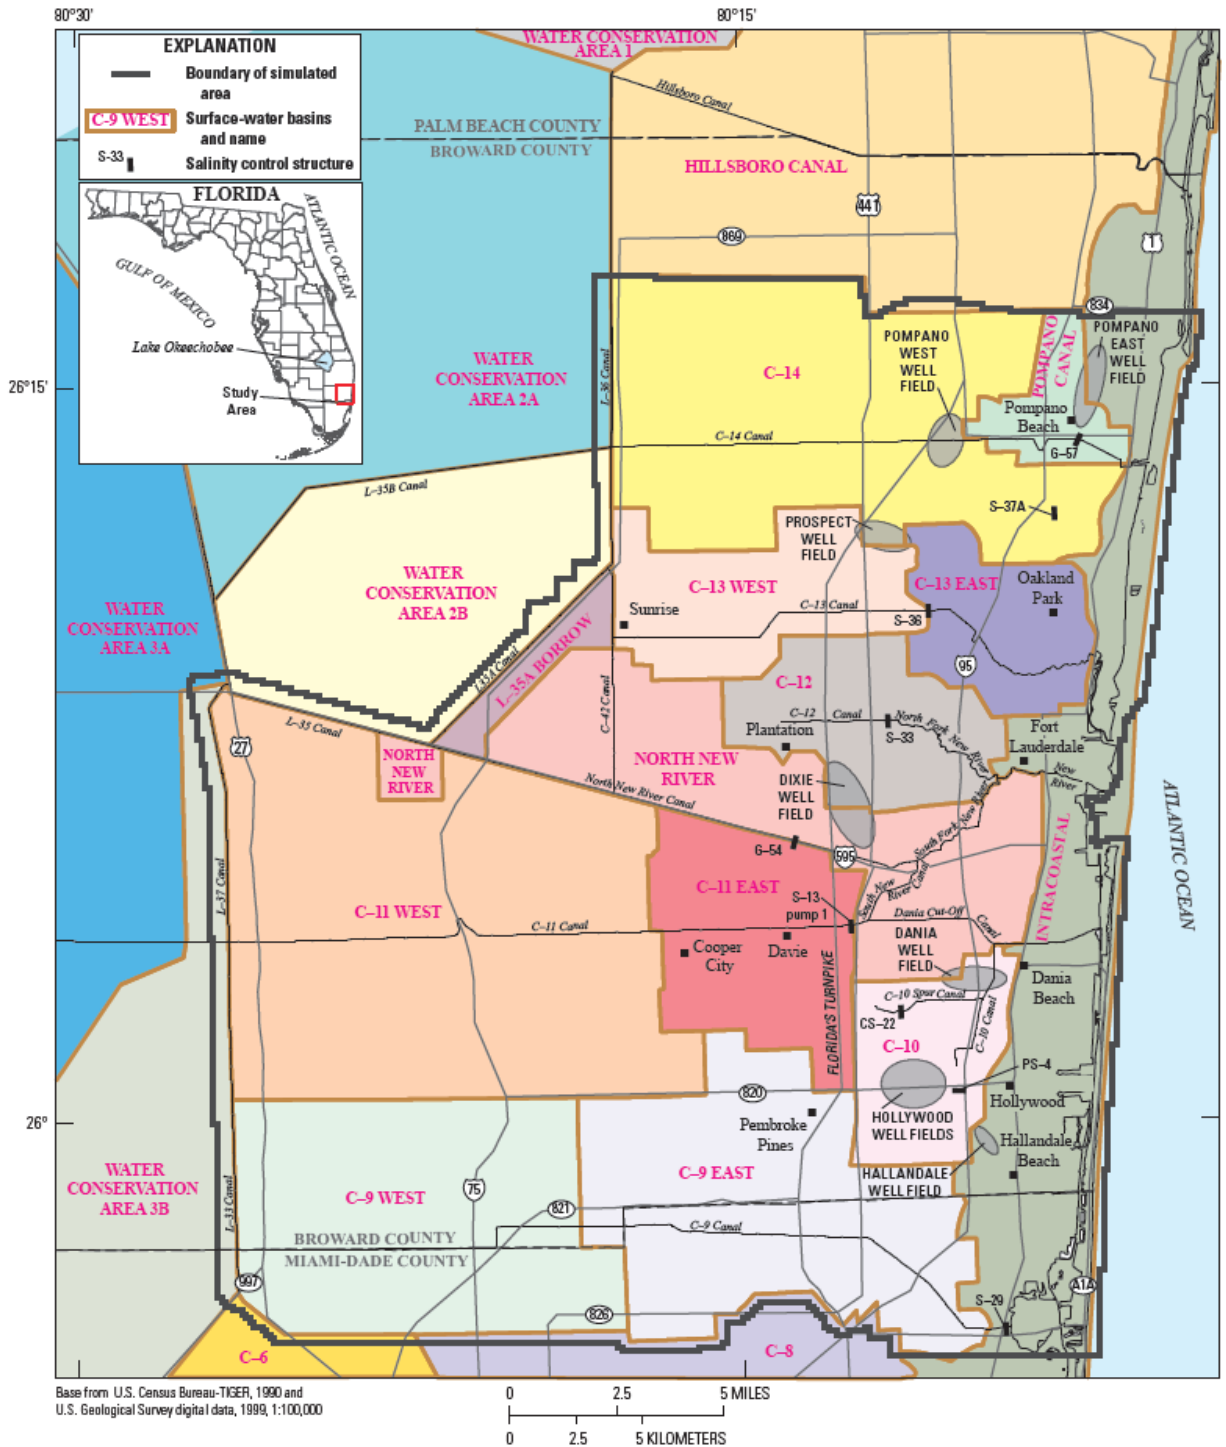 80°30'
80°15'
EXPLANATION
Boundary of simulated
area
C-9 WEST
Surface-water basins
and name
S-33
Salinity control structure
FLORIDA
ATLANTIC OCEAN
GULF OF MEXICO
Lake Okeechobee
Study
Area
WATER CONSERVATION
AREA 1
Hillsboro Canal
PALM BEACH COUNTY
BROWARD COUNTY
HILLSBORO CANAL
441
869
1
834
26°15'
WATER
CONSERVATION
AREA 2A
L-36 Canal
C-14
POMPANO
WEST
WELL
FIELD
POMPANO
CANAL
POMPANO
EAST
WELL
FIELD
Pompano
Beach
C-14 Canal
G-57
L-35B Canal
S-37A
PROSPECT
WELL
FIELD
WATER
CONSERVATION
AREA 2B
C-13 WEST
C-13 EAST
Oakland
Park
WATER
CONSERVATION
AREA 3A
Sunrise
C-13 Canal
S-36
L35A Canal
L-35A BORROW
95
C-12
C-42 Canal
L-35 Canal
27
C-12 Canal
North Fork New River
Plantation
S-33
Fort
Lauderdale
New
River
NORTH
NEW
RIVER
NORTH NEW
RIVER
North New River Canal
DIXIE
WELL
FIELD
South Fork New River
ATLANTIC OCEAN
G-54
595
INTRACOASTAL
L-37 Canal
C-11 WEST
C-11 EAST
S-13
pump 1
South New
River Canal
Dania Cut-Off Canal
C-11 Canal
Cooper
City
Davie
DANIA
WELL
FIELD
Dania
Beach
FLORIDA'S TURNPIKE
C-10 Spur Canal
C-10 Canal
CS-22
C-10
PS-4
820
Hollywood
26°
Pembroke
Pines
HOLLYWOOD
WELL FIELDS
Hallandale
Beach
WATER
CONSERVATION
AREA 3B
C-9 EAST
HALLANDALE
WELL FIELD
L-33 Canal
C-9 WEST
75
821
C-9 Canal
BROWARD COUNTY
MIAMI-DADE COUNTY
997
A1A
826
S-29
C-6
C-8
Base from U.S. Census Bureau-TIGER, 1990 and
U.S. Geological Survey digital data, 1999, 1:100,000
0 2.5 5 MILES
0 2.5 5 KILOMETERS